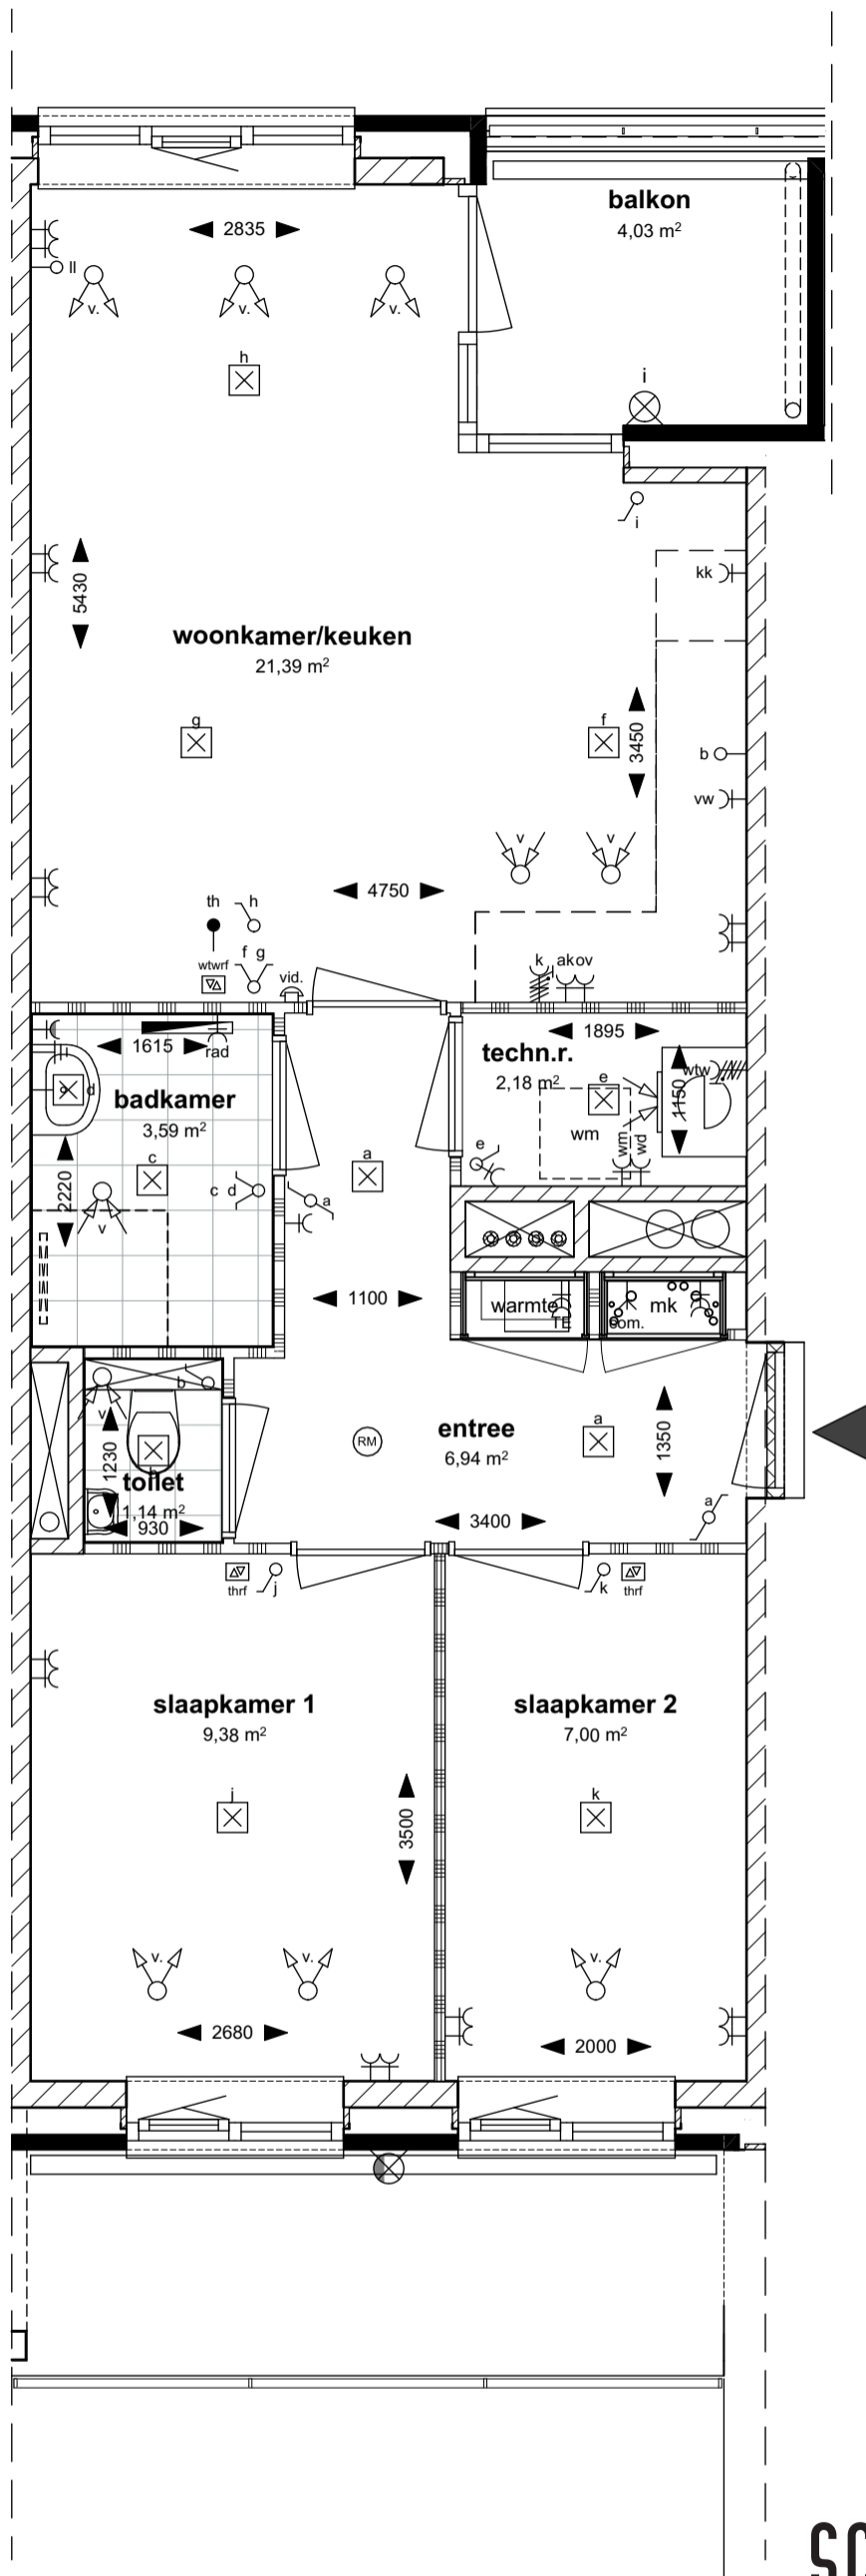 balkon
4,03 m²
2835
ll
v.
v.
v.
h
i
i
kk
5430
woonkamer/keuken
21,39 m²
g
f
3450
b
vw
v
v
4750
th
h
f g
wtwrf
vid.
k
akov
1615
rad
d
badkamer
3,59 m²
2220
c
c d
v
a
a
1895
techn.r.
2,18 m²
e
wtw
1150
wm
wm
wd
e
1100
warmte
TE
com.
mk
b
v
1230
b
toilet
1,14 m²
930
RM
entree
6,94 m²
a
1350
3400
a
thrf
j
k
thrf
slaapkamer 1
9,38 m²
slaapkamer 2
7,00 m²
j
k
3500
v.
v.
v.
2680
2000